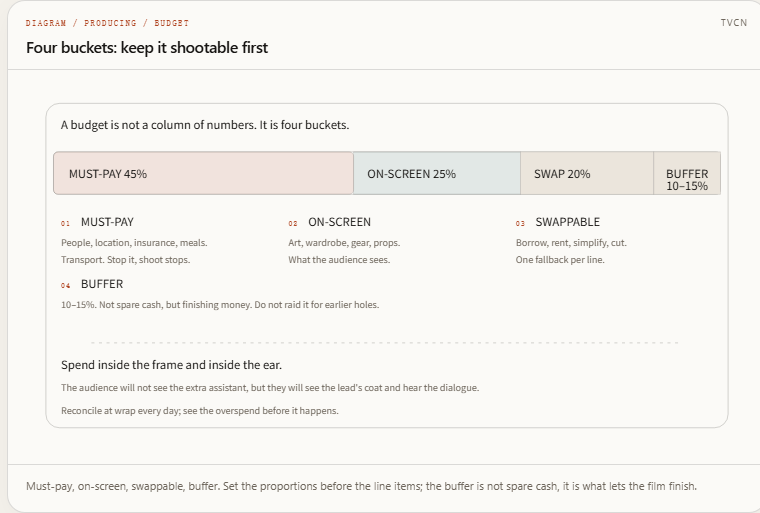 DIAGRAM / PRODUCING / BUDGET
TVCN
Four buckets: keep it shootable first
A budget is not a column of numbers. It is four buckets.
MUST-PAY 45%
ON-SCREEN 25%
SWAP 20%
BUFFER
10–15%
01 MUST-PAY
People, location, insurance, meals.
Transport. Stop it, shoot stops.
02 ON-SCREEN
Art, wardrobe, gear, props.
What the audience sees.
03 SWAPPABLE
Borrow, rent, simplify, cut.
One fallback per line.
04 BUFFER
10–15%. Not spare cash, but finishing money. Do not raid it for earlier holes.
Spend inside the frame and inside the ear.
The audience will not see the extra assistant, but they will see the lead's coat and hear the dialogue.
Reconcile at wrap every day; see the overspend before it happens.
Must-pay, on-screen, swappable, buffer. Set the proportions before the line items; the buffer is not spare cash, it is what lets the film finish.